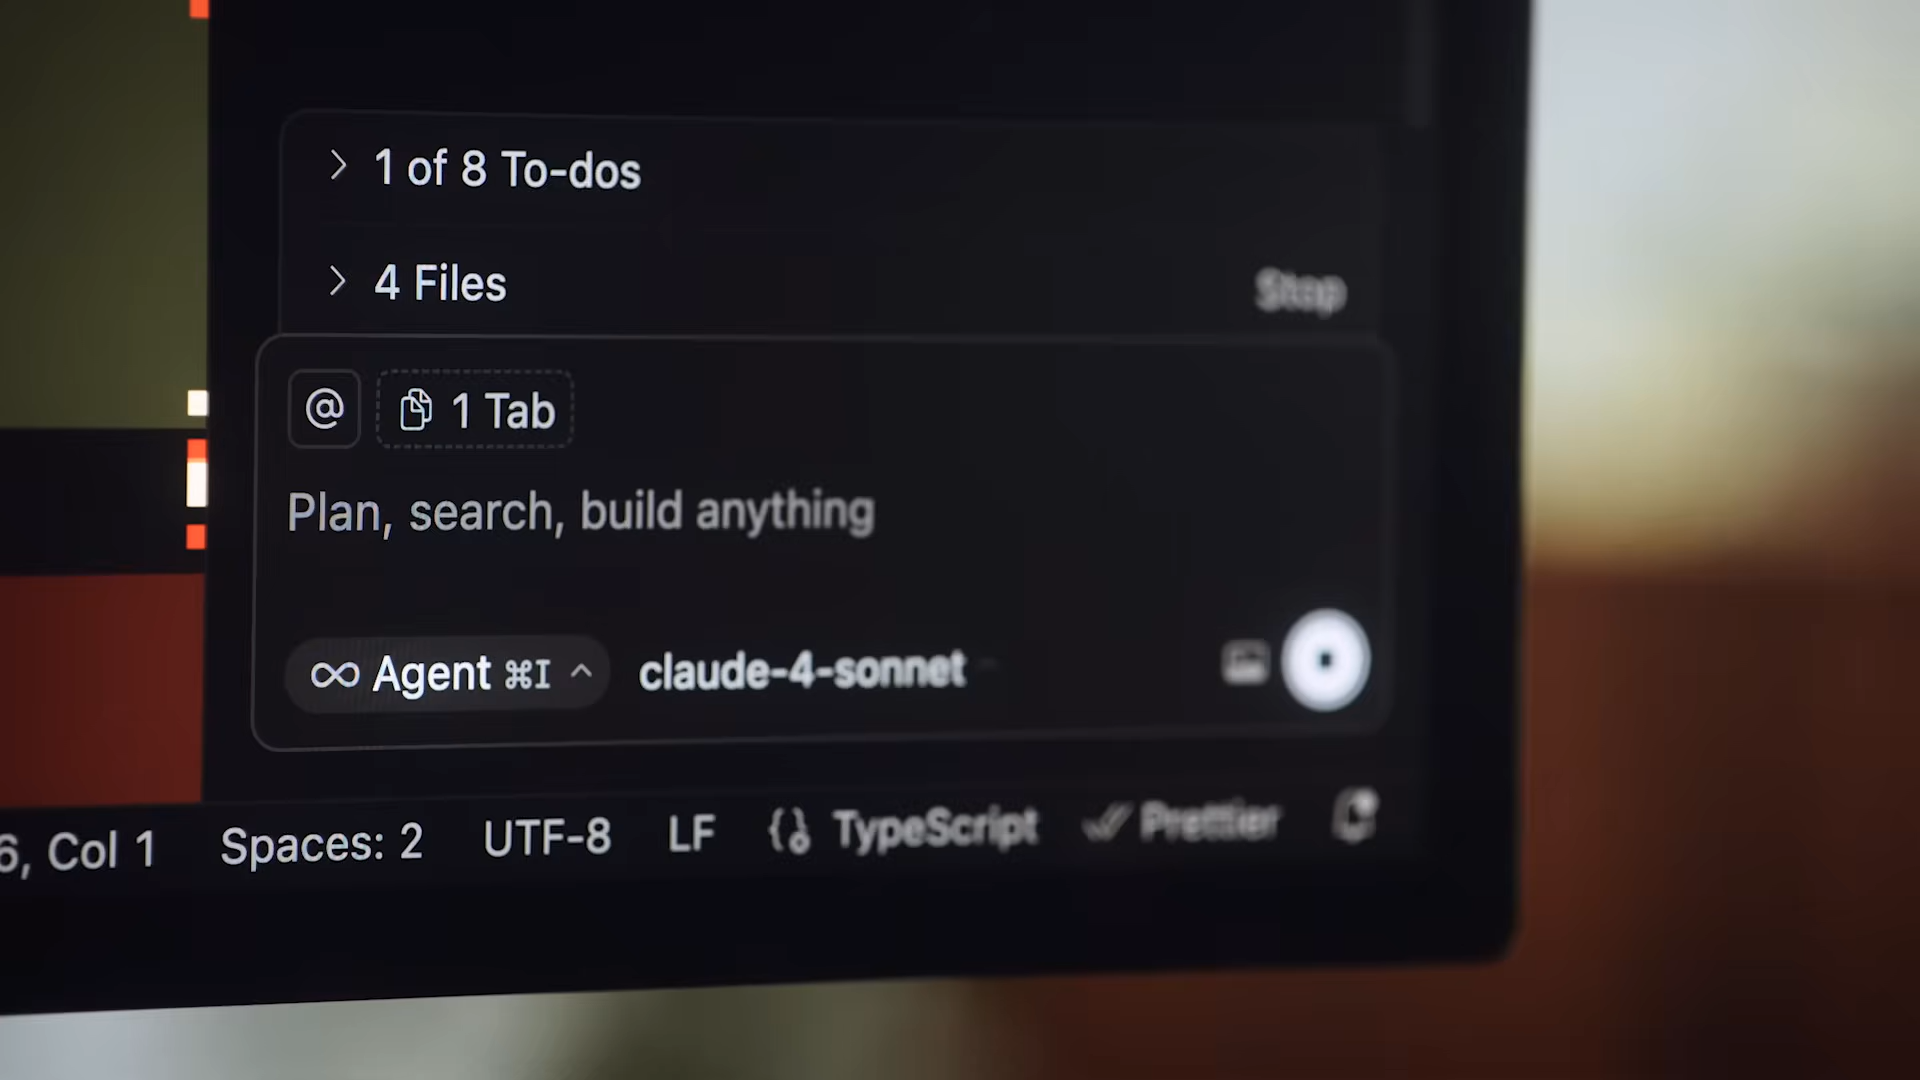 1 of 8 To-dos
4 Files Stop
@ 1 Tab
Plan, search, build anything
∞ Agent ⌘I claude-4-sonnet
6, Col 1 Spaces: 2 UTF-8 LF TypeScript Prettier